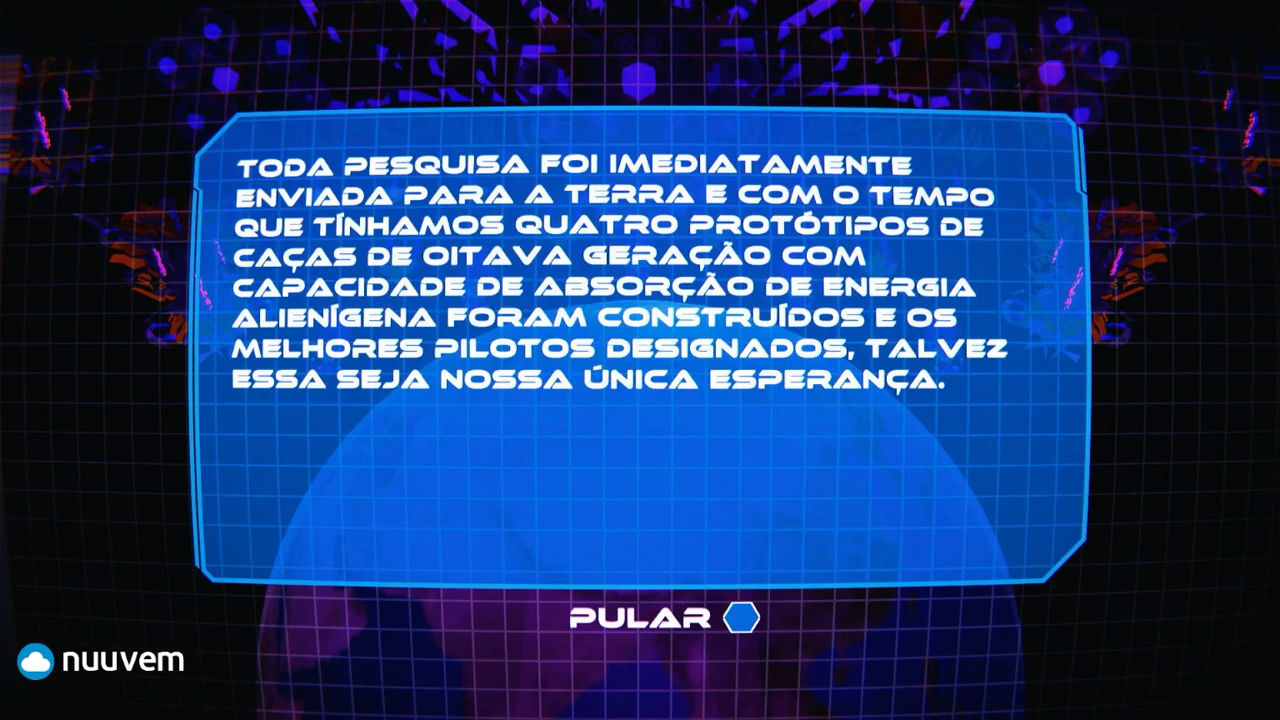 TODA PESQUISA FOI IMEDIATAMENTE
ENVIADA PARA A TERRA E COM O TEMPO
QUE TÍNHAMOS QUATRO PROTÓTIPOS DE
CAÇAS DE OITAVA GERAÇÃO COM
CAPACIDADE DE ABSORÇÃO DE ENERGIA
ALIENÍGENA FORAM CONSTRUÍDOS E OS
MELHORES PILOTOS DESIGNADOS, TALVEZ
ESSA SEJA NOSSA ÚNICA ESPERANÇA.
PULAR
nuuvem